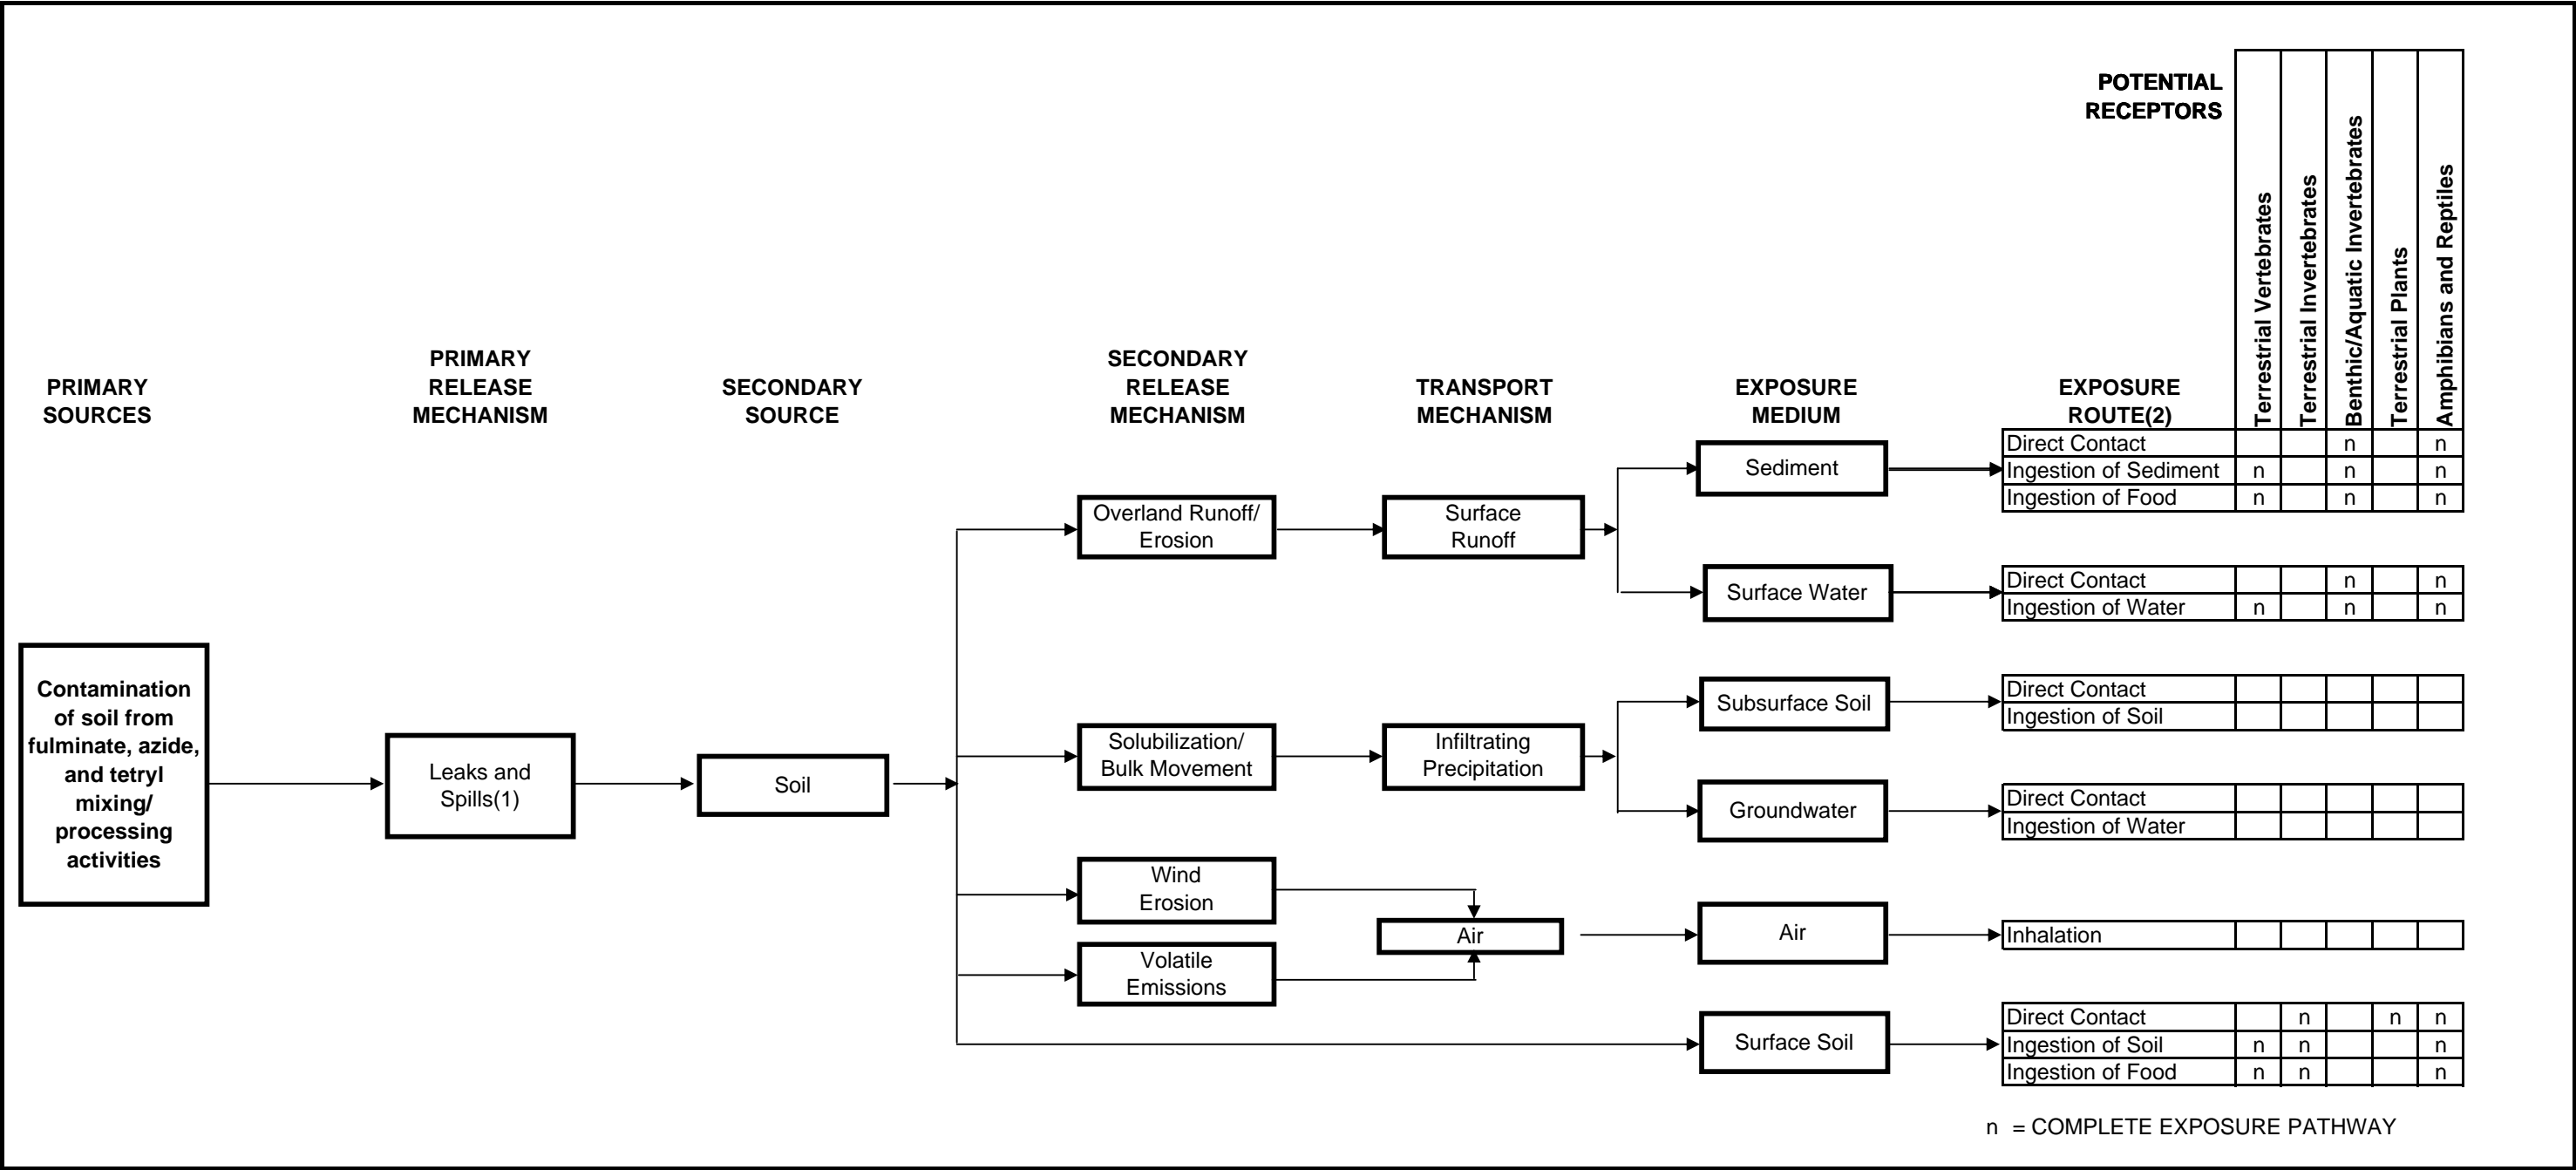 POTENTIAL
RECEPTORS
Terrestrial Vertebrates
Terrestrial Invertebrates
Benthic/Aquatic Invertebrates
Terrestrial Plants
Amphibians and Reptiles
PRIMARY
SOURCES
PRIMARY
RELEASE
MECHANISM
SECONDARY
SOURCE
SECONDARY
RELEASE
MECHANISM
TRANSPORT
MECHANISM
EXPOSURE
MEDIUM
EXPOSURE
ROUTE(2)
Contamination
of soil from
fulminate, azide,
and tetryl
mixing/
processing
activities
Leaks and
Spills(1)
Soil
Overland Runoff/
Erosion
Surface
Runoff
Sediment
Direct Contact n n
Ingestion of Sediment n n n
Ingestion of Food n n n
Surface Water
Direct Contact n n
Ingestion of Water n n n
Solubilization/
Bulk Movement
Infiltrating
Precipitation
Subsurface Soil
Direct Contact
Ingestion of Soil
Groundwater
Direct Contact
Ingestion of Water
Wind
Erosion
Volatile
Emissions
Air
Air
Inhalation
Surface Soil
Direct Contact n n n
Ingestion of Soil n n n
Ingestion of Food n n n
n = COMPLETE EXPOSURE PATHWAY